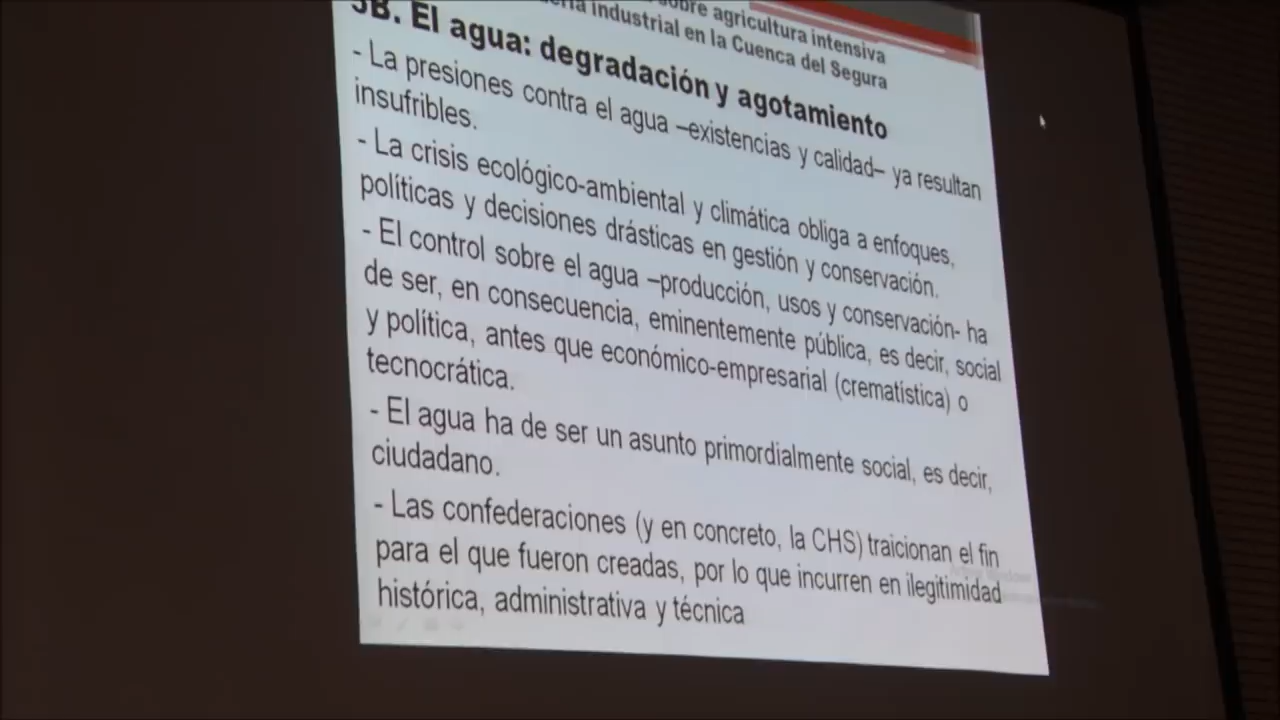 sobre agricultura intensiva
industrial en la Cuenca del Segura
3B. El agua: degradación y agotamiento
- La presiones contra el agua –existencias y calidad– ya resultan
insufribles.
- La crisis ecológico-ambiental y climática obliga a enfoques,
políticas y decisiones drásticas en gestión y conservación.
- El control sobre el agua –producción, usos y conservación- ha
de ser, en consecuencia, eminentemente pública, es decir, social
y política, antes que económico-empresarial (crematística) o
tecnocrática.
- El agua ha de ser un asunto primordialmente social, es decir,
ciudadano.
- Las confederaciones (y en concreto, la CHS) traicionan el fin
para el que fueron creadas, por lo que incurren en ilegitimidad
histórica, administrativa y técnica